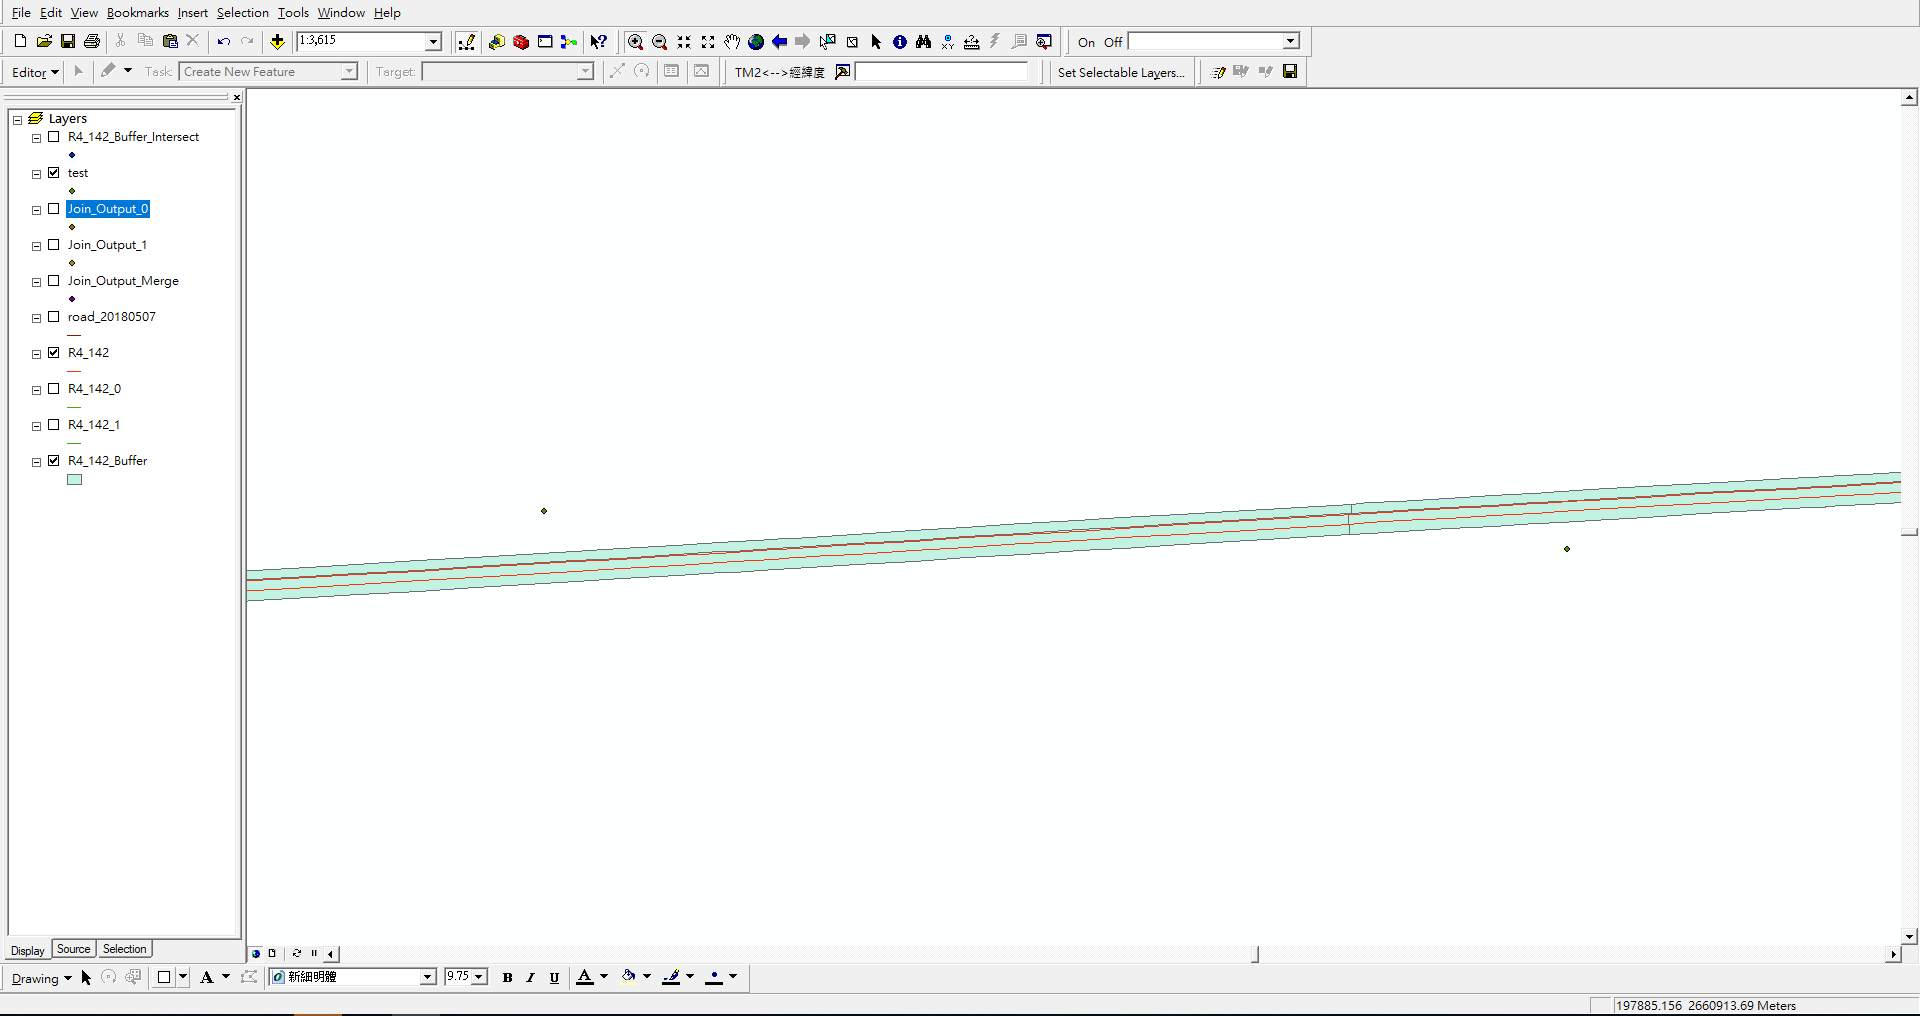 File Edit View Bookmarks Insert Selection Tools Window Help
1:3,615
On Off
Editor Task: Create New Feature Target: TM2<-->經緯度 Set Selectable Layers...
Layers
R4_142_Buffer_Intersect
test
Join_Output_0
Join_Output_1
Join_Output_Merge
road_20180507
R4_142
R4_142_0
R4_142_1
R4_142_Buffer
Display Source Selection
Drawing A 新細明體 9.75 B I U A
197885.156 2660913.69 Meters